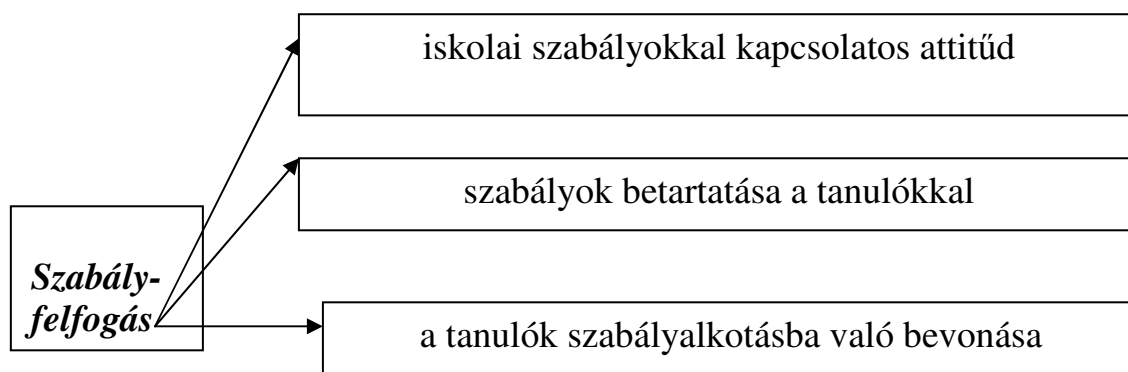 iskolai szabályokkal kapcsolatos attitűd
szabályok betartatása a tanulókkal
Szabály-
felfogás
a tanulók szabályalkotásba való bevonása